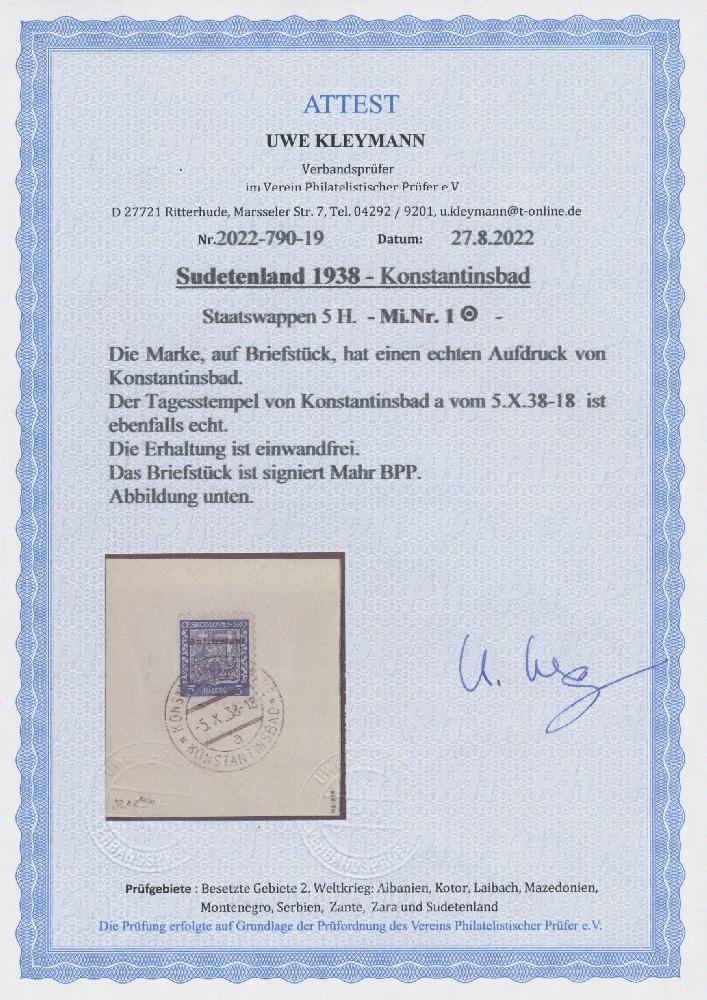 ATTEST
UWE KLEYMANN
Verbandsprüfer
im Verein Philatelistischer Prüfer e.V.
D 27721 Ritterhude, Marsseler Str. 7, Tel. 04292 / 9201, u.kleymann@t-online.de
Nr.2022-790-19 Datum: 27.8.2022
Sudetenland 1938 - Konstantinsbad
Staatswappen 5 H. - Mi.Nr. 1 ⊙ -
Die Marke, auf Briefstück, hat einen echten Aufdruck von
Konstantinsbad.
Der Tagesstempel von Konstantinsbad a vom 5.X.38-18 ist
ebenfalls echt.
Die Erhaltung ist einwandfrei.
Das Briefstück ist signiert Mahr BPP.
Abbildung unten.
ČESKOSLOVENSKO
5 HALÉŘŮ 5
KONS
-5.X.38-18
a
* KONSTANTINSBAD *
Prüfgebiete : Besetzte Gebiete 2. Weltkrieg: Albanien, Kotor, Laibach, Mazedonien,
Montenegro, Serbien, Zante, Zara und Sudetenland
Die Prüfung erfolgte auf Grundlage der Prüfordnung des Vereins Philatelistischer Prüfer e.V.